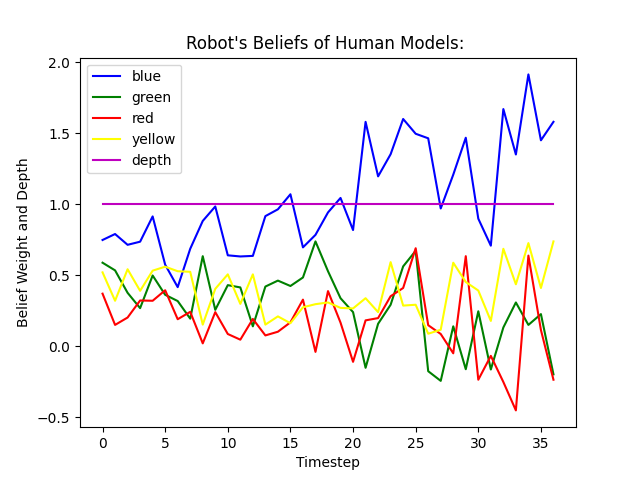 Robot's Beliefs of Human Models:
2.0
1.5
1.0
0.5
0.0
−0.5
Belief Weight and Depth
blue
green
red
yellow
depth
0 5 10 15 20 25 30 35
Timestep